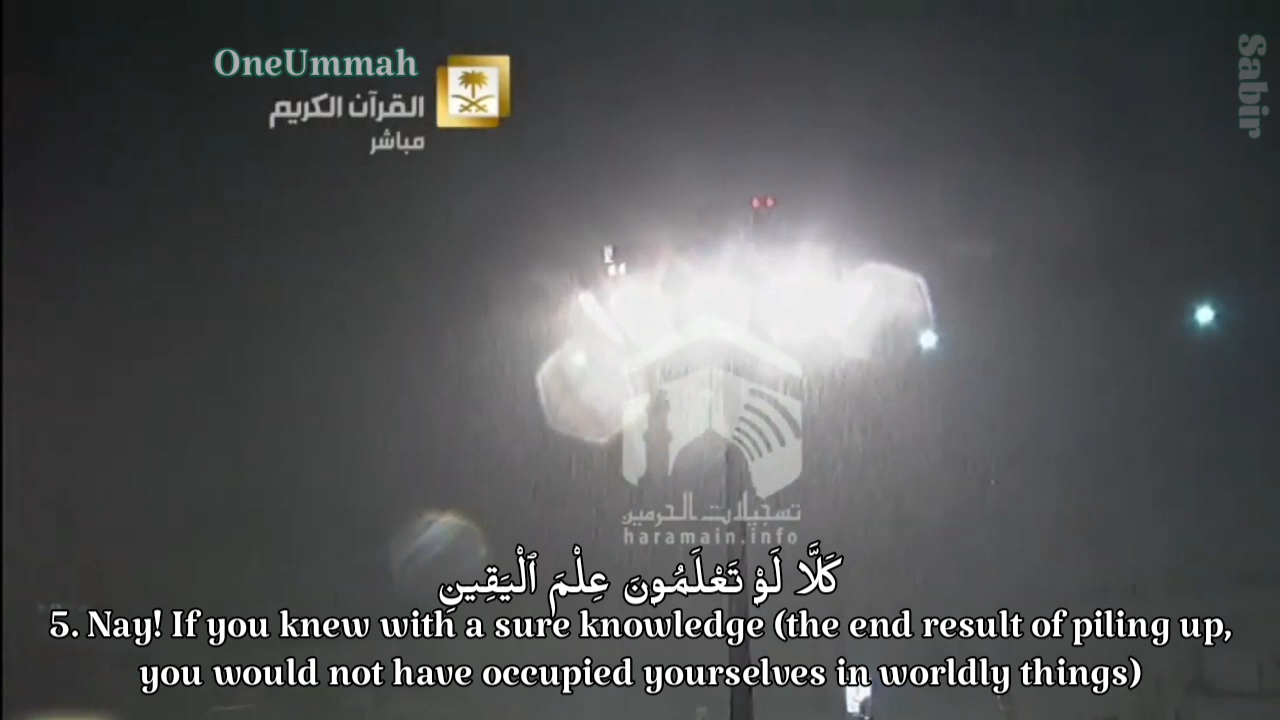 OneUmmah
القرآن الكريم
مباشر
Sabir
تسجيلات الحرمين
haramain.info
كَلَّا لَوْ تَعْلَمُونَ عِلْمَ ٱلْيَقِينِ
5. Nay! If you knew with a sure knowledge (the end result of piling up,
you would not have occupied yourselves in worldly things)